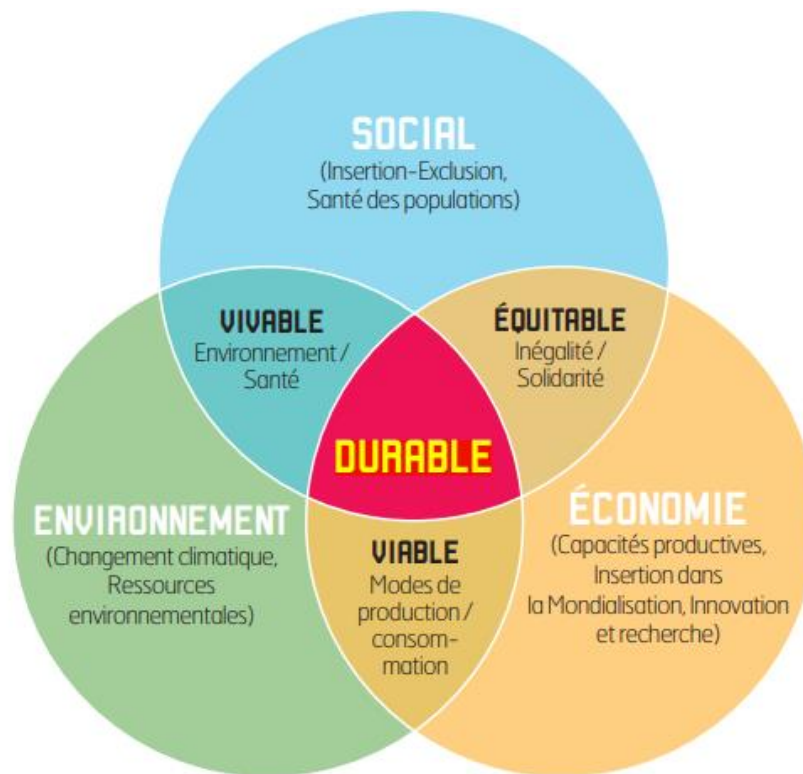 SOCIAL
(Insertion-Exclusion,
Santé des populations)
VIVABLE
Environnement /
Santé
ÉQUITABLE
Inégalité /
Solidarité
DURABLE
ENVIRONNEMENT
(Changement climatique,
Ressources
environnementales)
VIABLE
Modes de
production /
consom-
mation
ÉCONOMIE
(Capacités productives,
Insertion dans
la Mondialisation, Innovation
et recherche)